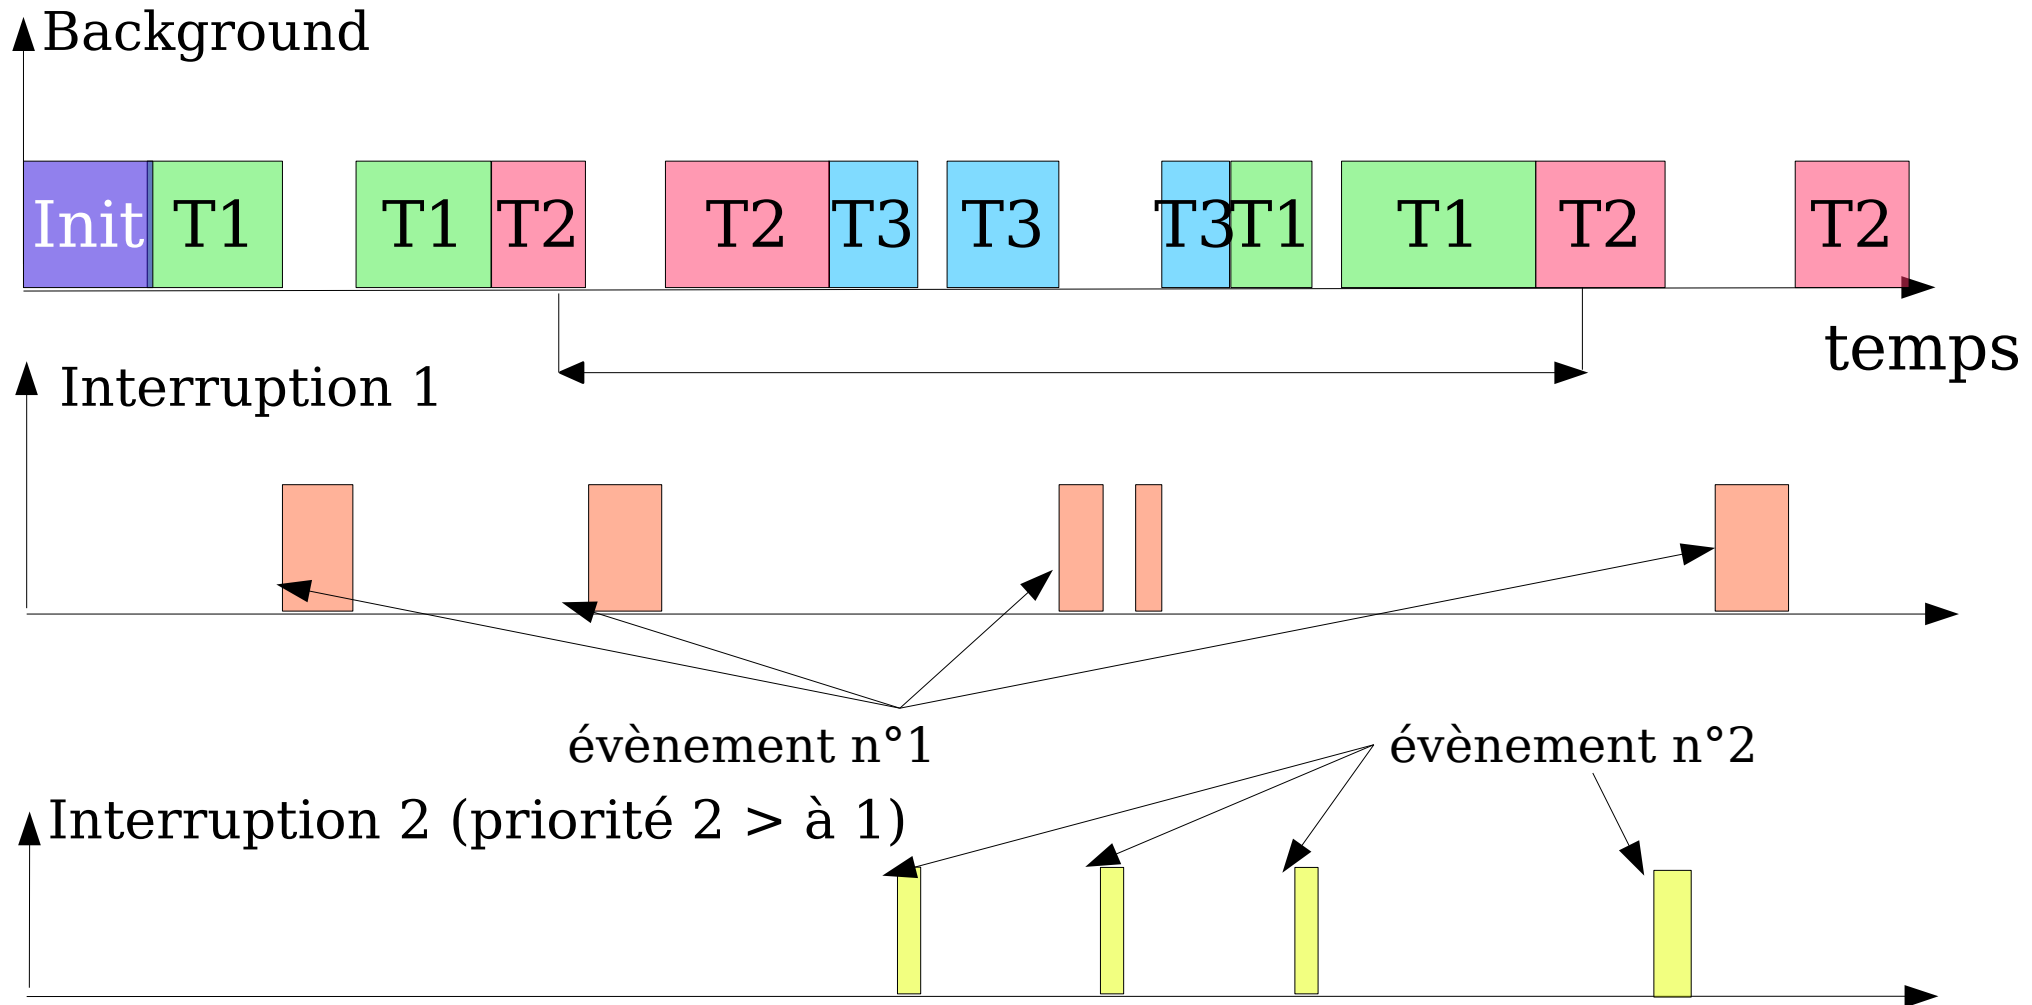 Background
Init T1 T1 T2 T2 T3 T3 T3 T1 T1 T2 T2
temps
Interruption 1
évènement n°1
évènement n°2
Interruption 2 (priorité 2 > à 1)